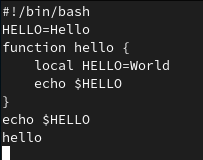 #!/bin/bash
HELLO=Hello
function hello {
    local HELLO=World
    echo $HELLO
}
echo $HELLO
hello